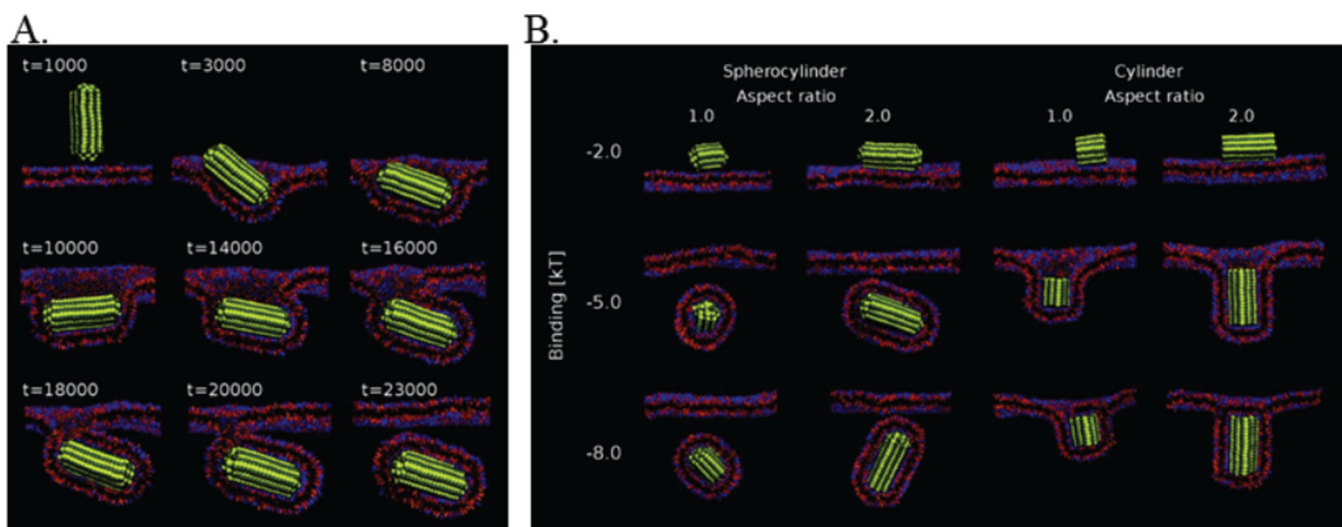 A.
t=1000 t=3000 t=8000
t=10000 t=14000 t=16000
t=18000 t=20000 t=23000
B.
Spherocylinder Cylinder
Aspect ratio Aspect ratio
1.0 2.0 1.0 2.0
-2.0
Binding [kT]
-5.0
-8.0